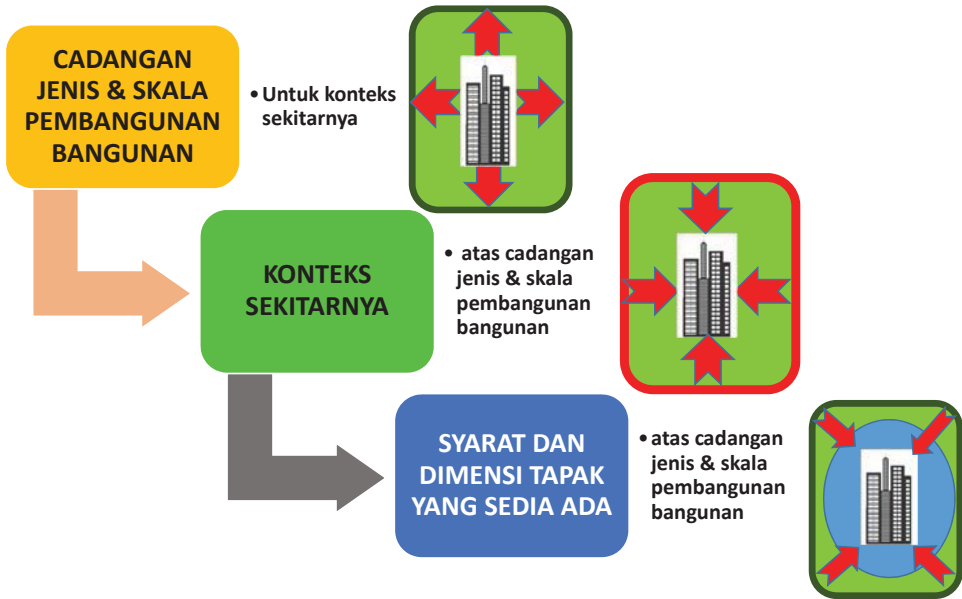 CADANGAN
JENIS & SKALA
PEMBANGUNAN
BANGUNAN
• Untuk konteks
sekitarnya
KONTEKS
SEKITARNYA
• atas cadangan
jenis & skala
pembangunan
bangunan
SYARAT DAN
DIMENSI TAPAK
YANG SEDIA ADA
• atas cadangan
jenis & skala
pembangunan
bangunan